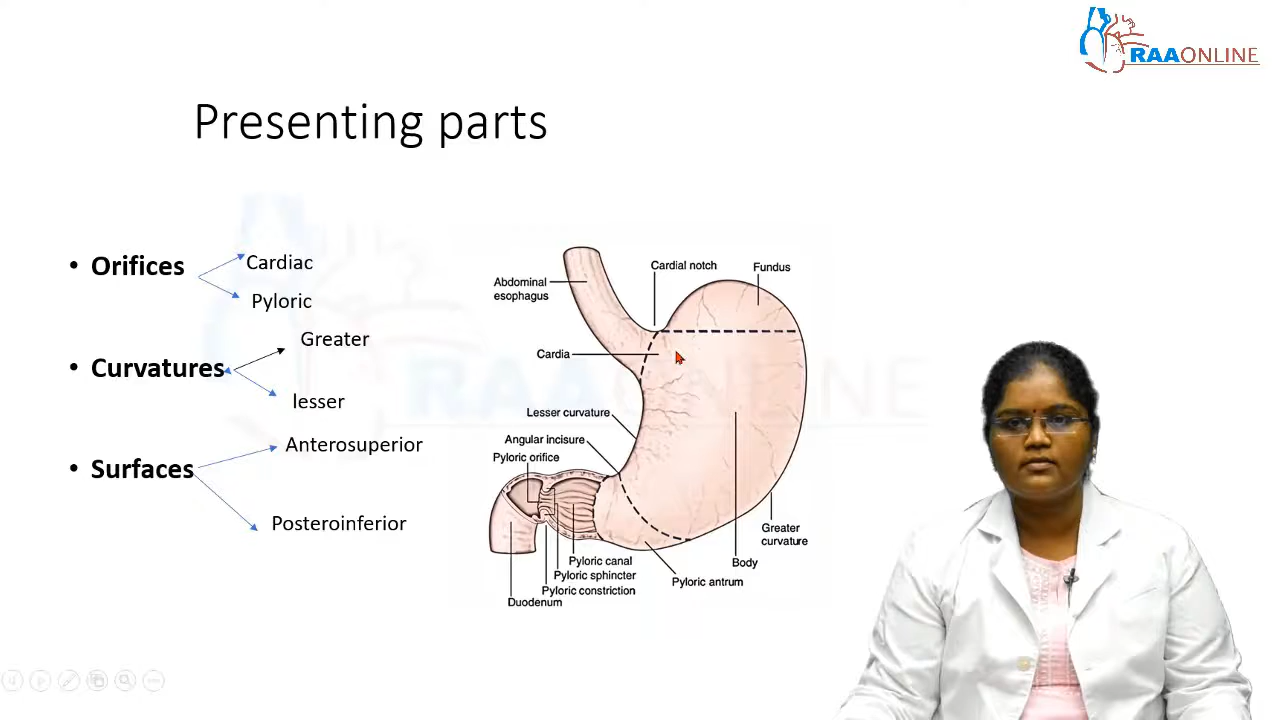 RAAONLINE
Presenting parts
• Orifices
Cardiac
Pyloric
• Curvatures
Greater
lesser
• Surfaces
Anterosuperior
Posteroinferior
Cardial notch
Fundus
Abdominal
esophagus
Cardia
Lesser curvature
Angular incisure
Pyloric orifice
Greater
curvature
Body
Pyloric antrum
Pyloric canal
Pyloric sphincter
Pyloric constriction
Duodenum
RAAONLINE